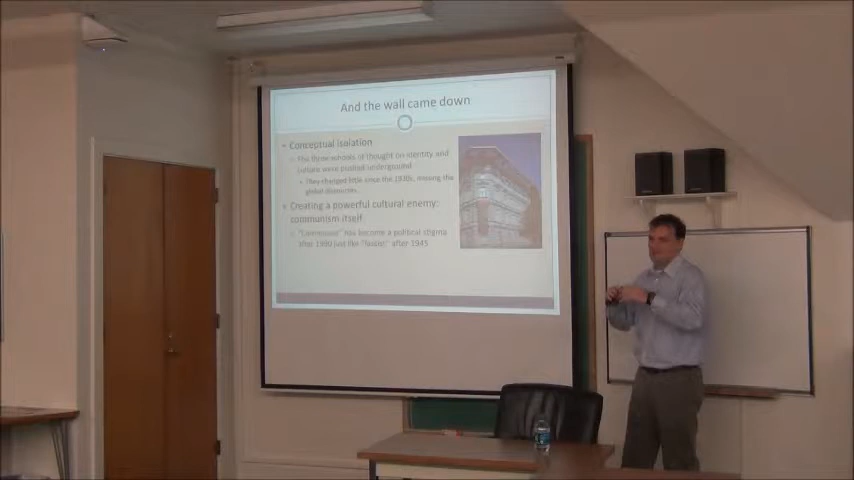 And the wall came down
Conceptual isolation
The three schools of thought on identity and
culture were pushed underground
They changed little since the 1930s, missing the
global discourses
Creating a powerful cultural enemy:
communism itself
"Communist" has become a political stigma
after 1990 just like "fascist" after 1945